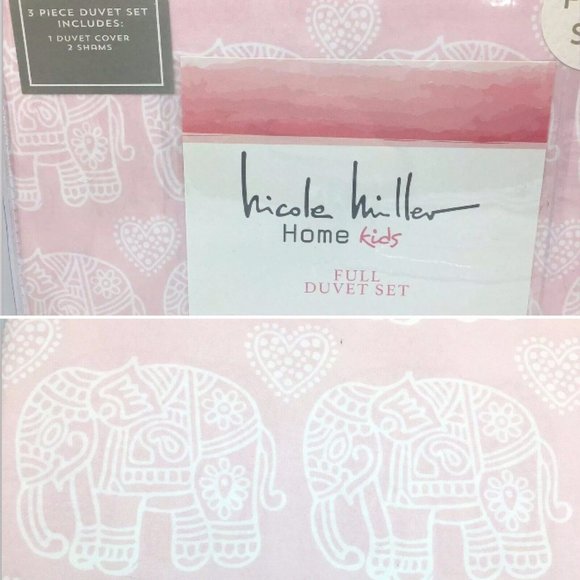 3 PIECE DUVET SET
INCLUDES:
1 DUVET COVER
2 SHAMS
nicole miller
Home kids
FULL
DUVET SET